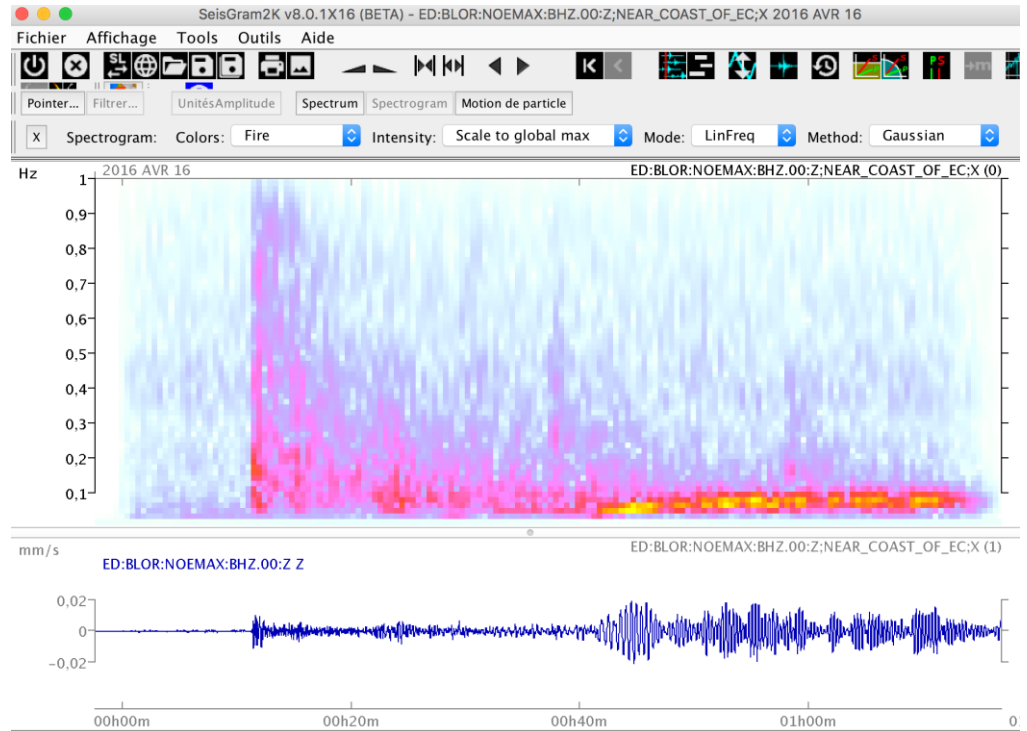 SeisGram2K v8.0.1X16 (BETA) - ED:BLOR:NOEMAX:BHZ.00:Z;NEAR_COAST_OF_EC;X 2016 AVR 16
Fichier Affichage Tools Outils Aide
SL
P S
+m
Pointer... Filtrer... UnitésAmplitude Spectrum Spectrogram Motion de particle
X Spectrogram: Colors: Fire Intensity: Scale to global max Mode: LinFreq Method: Gaussian
Hz 2016 AVR 16 ED:BLOR:NOEMAX:BHZ.00:Z;NEAR_COAST_OF_EC;X (0)
1
0,9
0,8
0,7
0,6
0,5
0,4
0,3
0,2
0,1
mm/s ED:BLOR:NOEMAX:BHZ.00:Z;NEAR_COAST_OF_EC;X (1)
ED:BLOR:NOEMAX:BHZ.00:Z Z
0,02
0
-0,02
00h00m 00h20m 00h40m 01h00m